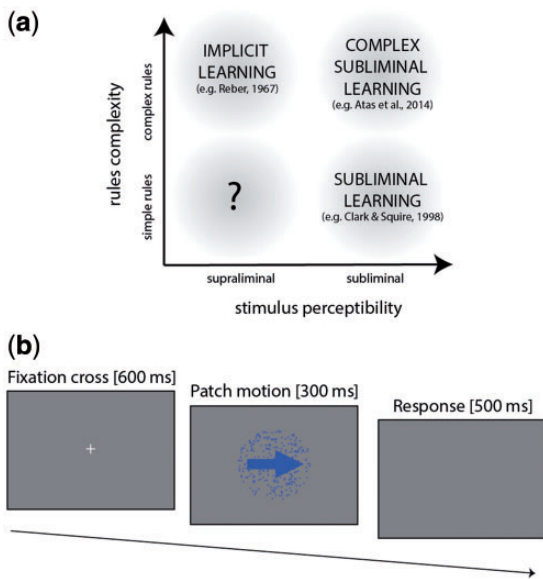 (a)
IMPLICIT
LEARNING
(e.g. Reber, 1967)
COMPLEX
SUBLIMINAL
LEARNING
(e.g. Atas et al., 2014)
rules complexity
complex rules
simple rules
?
SUBLIMINAL
LEARNING
(e.g. Clark & Squire, 1998)
supraliminal
subliminal
stimulus perceptibility
(b)
Fixation cross [600 ms]
Patch motion [300 ms]
Response [500 ms]